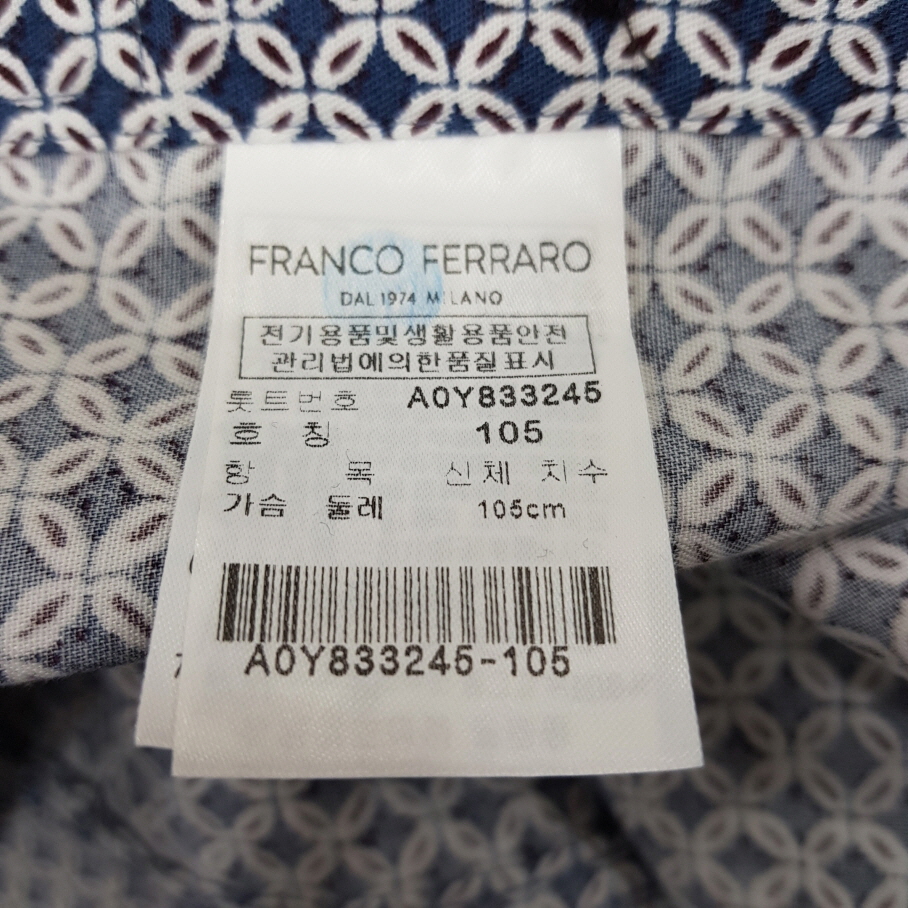 FRANCO FERRARO
DAL 1974 MILANO
전기용품및생활용품안전
관리법에의한품질표시
롯트번호 A0Y833245
호 칭 105
항 목 신체 치수
가슴 둘레 105cm
A0Y833245-105